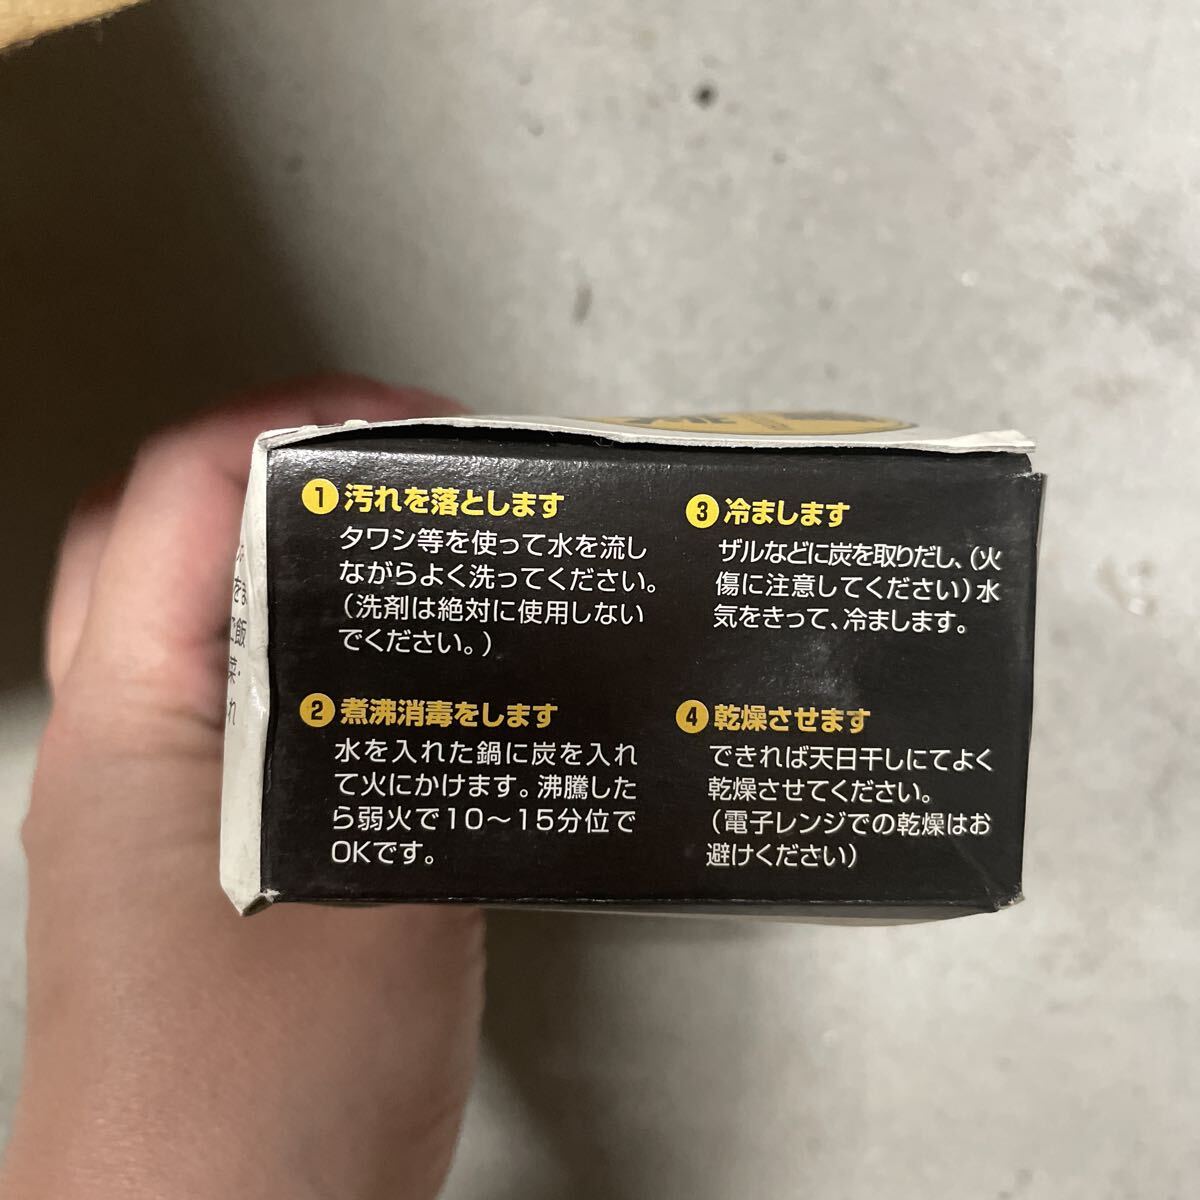 ① 汚れを落とします
タワシ等を使って水を流し
ながらよく洗ってください。
(洗剤は絶対に使用しない
でください。)
② 煮沸消毒をします
水を入れた鍋に炭を入れ
て火にかけます。沸騰した
ら弱火で10〜15分位で
OKです。
③ 冷まします
ザルなどに炭を取りだし、(火
傷に注意してください)水
気をきって、冷まします。
④ 乾燥させます
できれば天日干しにてよく
乾燥させてください。
(電子レンジでの乾燥はお
避けください)